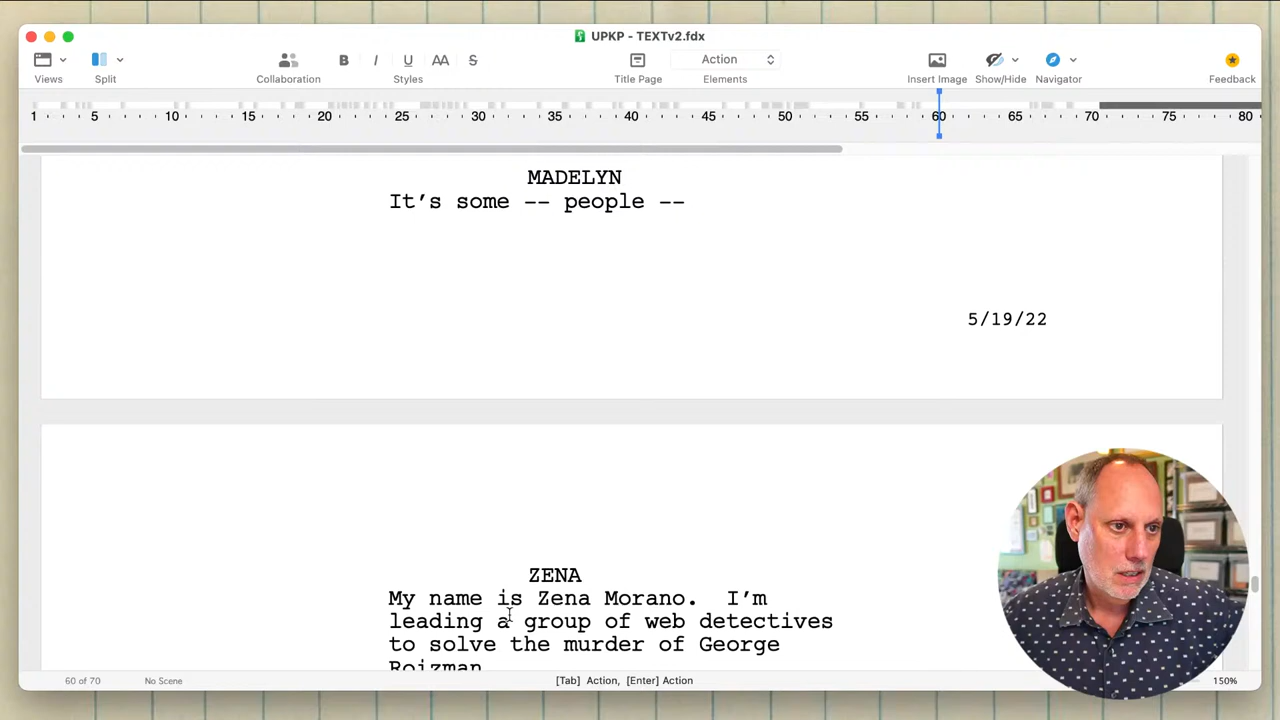 UPKP - TEXTv2.fdx
B I U AA S Action
Views Split Collaboration Styles Title Page Elements Insert Image Show/Hide Navigator Feedback
1 5 10 15 20 25 30 35 40 45 50 55 60 65 70 75 80
MADELYN
It's some -- people --
5/19/22
ZENA
My name is Zena Morano. I'm
leading a group of web detectives
to solve the murder of George
Roizman
60 of 70 No Scene [Tab] Action, [Enter] Action 150%